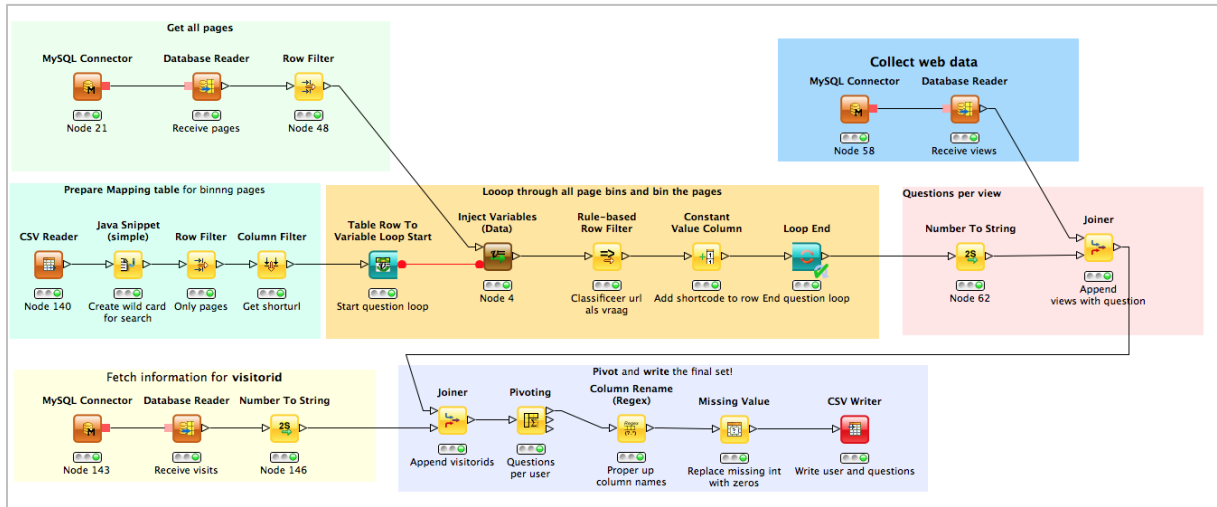 Get all pages
MySQL Connector
Database Reader
Row Filter
Node 21
Receive pages
Node 48
Collect web data
MySQL Connector
Database Reader
Node 58
Receive views
Prepare Mapping table for binnng pages
CSV Reader
Java Snippet
(simple)
Row Filter
Column Filter
Node 140
Create wild card
for search
Only pages
Get shorturl
Looop through all page bins and bin the pages
Table Row To
Variable Loop Start
Inject Variables
(Data)
Rule-based
Row Filter
Constant
Value Column
Loop End
Start question loop
Node 4
Classificeer url
als vraag
Add shortcode to row
End question loop
Questions per view
Number To String
Joiner
Node 62
Append
views with question
Fetch information for visitorid
MySQL Connector
Database Reader
Number To String
Node 143
Receive visits
Node 146
Pivot and write the final set!
Joiner
Pivoting
Column Rename
(Regex)
Missing Value
CSV Writer
Append visitorids
Questions
per user
Proper up
column names
Replace missing int
with zeros
Write user and questions